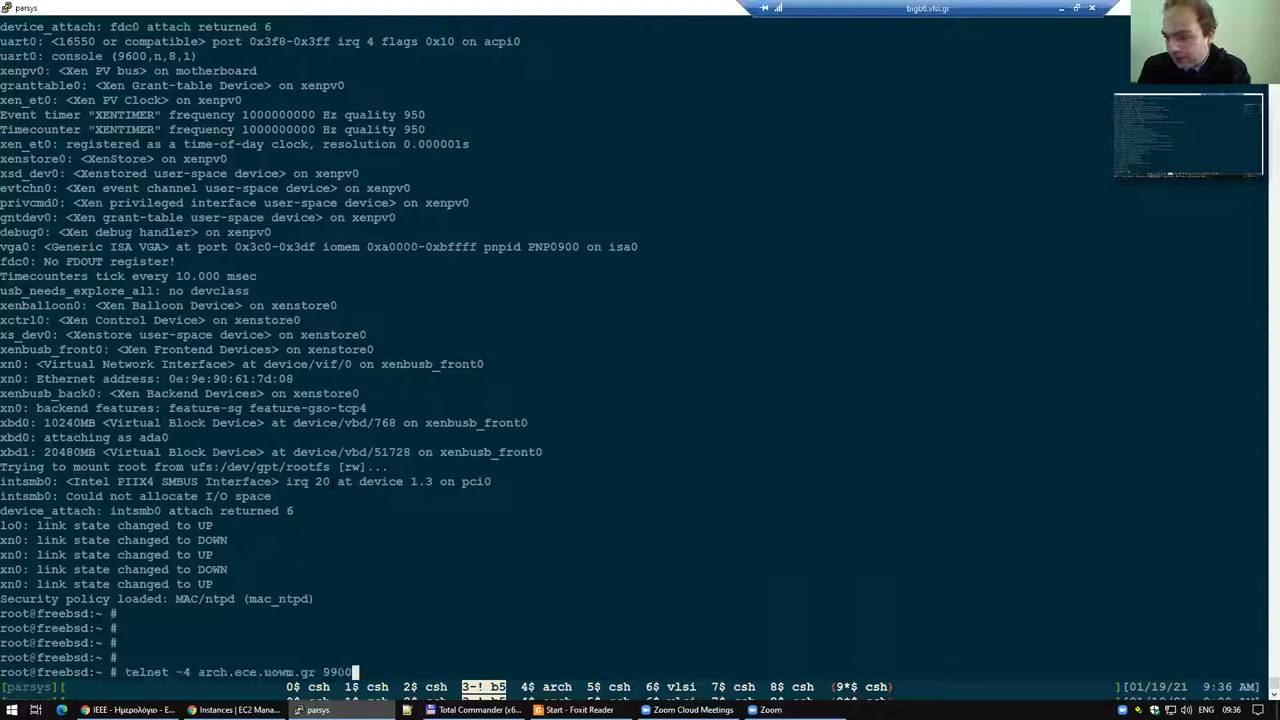 parsys
bigb6.vlsi.gr
device_attach: fdc0 attach returned 6
uart0: <16550 or compatible> port 0x3f8-0x3ff irq 4 flags 0x10 on acpi0
uart0: console (9600,n,8,1)
xenpv0: <Xen PV bus> on motherboard
granttable0: <Xen Grant-table Device> on xenpv0
xen_et0: <Xen PV Clock> on xenpv0
Event timer "XENTIMER" frequency 1000000000 Hz quality 950
Timecounter "XENTIMER" frequency 1000000000 Hz quality 950
xen_et0: registered as a time-of-day clock, resolution 0.000001s
xenstore0: <XenStore> on xenpv0
xsd_dev0: <Xenstored user-space device> on xenpv0
evtchn0: <Xen event channel user-space device> on xenpv0
privcmd0: <Xen privileged interface user-space device> on xenpv0
gntdev0: <Xen grant-table user-space device> on xenpv0
debug0: <Xen debug handler> on xenpv0
vga0: <Generic ISA VGA> at port 0x3c0-0x3df iomem 0xa0000-0xbffff pnpid PNP0900 on isa0
fdc0: No FDOUT register!
Timecounters tick every 10.000 msec
usb_needs_explore_all: no devclass
xenballoon0: <Xen Balloon Device> on xenstore0
xctrl0: <Xen Control Device> on xenstore0
xs_dev0: <Xenstore user-space device> on xenstore0
xenbusb_front0: <Xen Frontend Devices> on xenstore0
xn0: <Virtual Network Interface> at device/vif/0 on xenbusb_front0
xn0: Ethernet address: 0e:9e:90:61:7d:08
xenbusb_back0: <Xen Backend Devices> on xenstore0
xn0: backend features: feature-sg feature-gso-tcp4
xbd0: 10240MB <Virtual Block Device> at device/vbd/768 on xenbusb_front0
xbd0: attaching as ada0
xbd1: 20480MB <Virtual Block Device> at device/vbd/51728 on xenbusb_front0
Trying to mount root from ufs:/dev/gpt/rootfs [rw]...
intsmb0: <Intel PIIX4 SMBUS Interface> irq 20 at device 1.3 on pci0
intsmb0: Could not allocate I/O space
device_attach: intsmb0 attach returned 6
lo0: link state changed to UP
xn0: link state changed to DOWN
xn0: link state changed to UP
xn0: link state changed to DOWN
xn0: link state changed to UP
Security policy loaded: MAC/ntpd (mac_ntpd)
root@freebsd:~ #
root@freebsd:~ #
root@freebsd:~ #
root@freebsd:~ #
root@freebsd:~ # telnet -4 arch.ece.uowm.gr 9900
[parsys][ 0$ csh 1$ csh 2$ csh 3-! b5 4$ arch 5$ csh 6$ vlsi 7$ csh 8$ csh (9*$ csh) ][01/19/21 9:36 AM]
IEEE - Ημερολόγιο - E... Instances | EC2 Mana... parsys Total Commander (x6... Start - Foxit Reader Zoom Cloud Meetings Zoom ENG 09:36